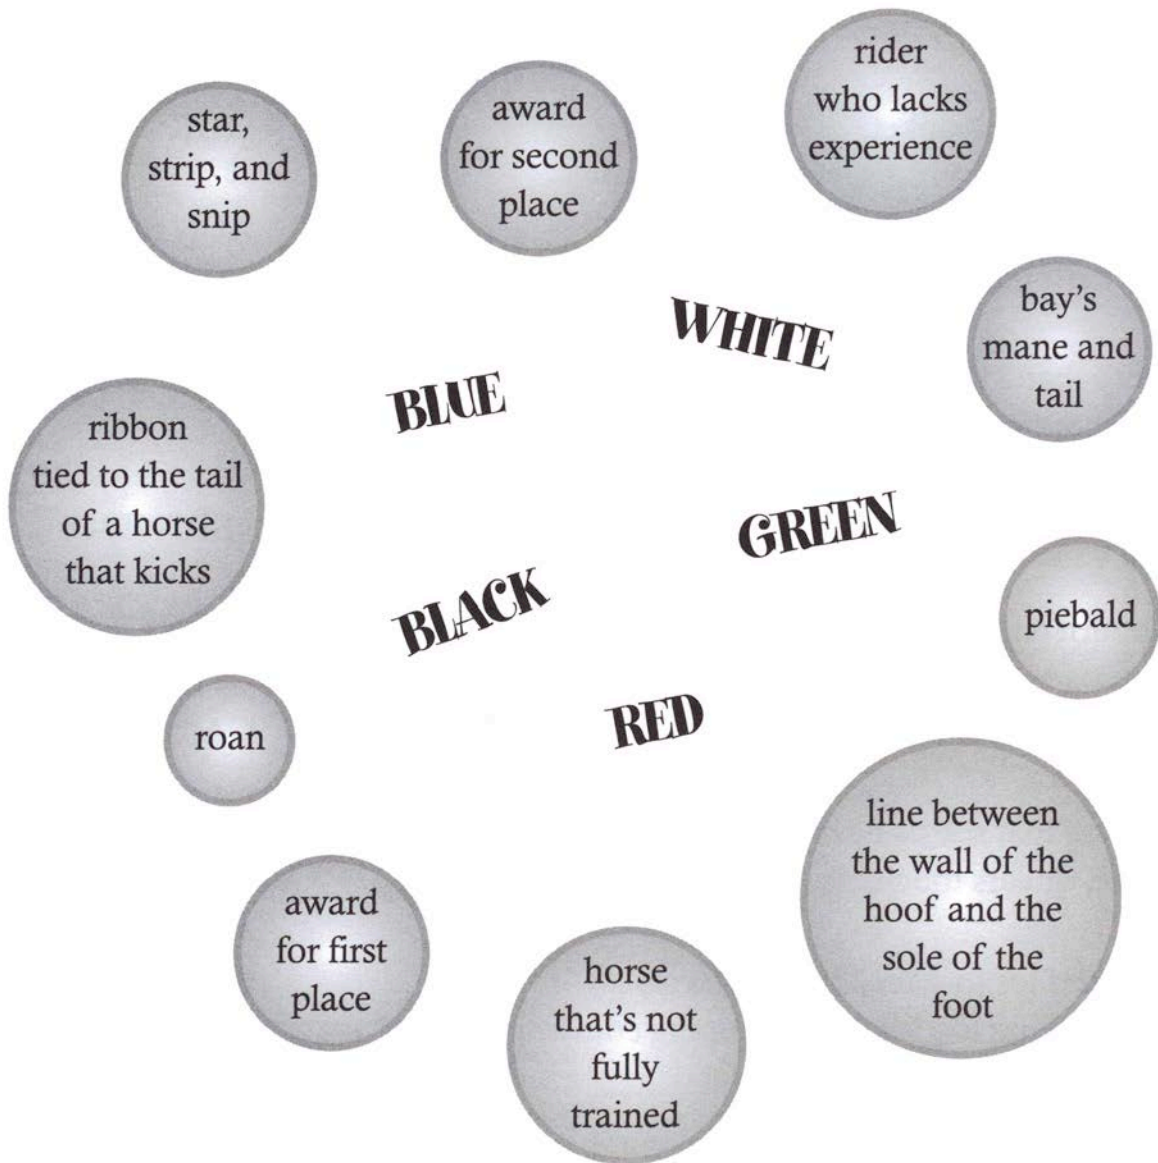 star,
strip, and
snip
award
for second
place
rider
who lacks
experience
WHITE
bay's
mane and
tail
BLUE
ribbon
tied to the tail
of a horse
that kicks
GREEN
BLACK
piebald
roan
RED
line between
the wall of the
hoof and the
sole of the
foot
award
for first
place
horse
that's not
fully
trained